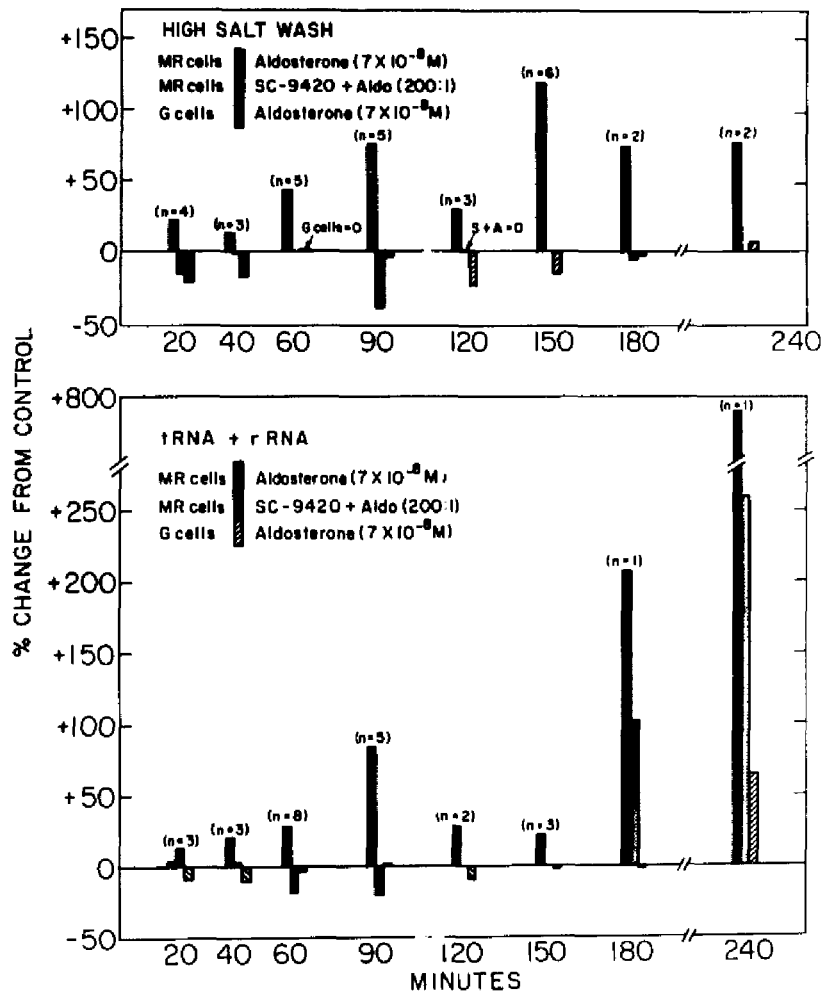 +150
HIGH SALT WASH
MR cells Aldosterone (7 X 10⁻⁸ M)
MR cells SC-9420 + Aldo (200:1)
G cells Aldosterone (7 X 10⁻⁸ M)
+100
+50
0
-50
(n=4)
(n=3)
(n=5)
G cells=0
(n=5)
(n=3)
S+A=0
(n=6)
(n=2)
(n=2)
20 40 60 90 120 150 180 240
% CHANGE FROM CONTROL
+800
tRNA + rRNA
MR cells Aldosterone (7 X 10⁻⁸ M)
MR cells SC-9420 + Aldo (200:1)
G cells Aldosterone (7 X 10⁻⁸ M)
+250
+200
+150
+100
+50
0
-50
(n=3)
(n=3)
(n=8)
(n=5)
(n=2)
(n=3)
(n=1)
(n=1)
20 40 60 90 120 150 180 240
MINUTES